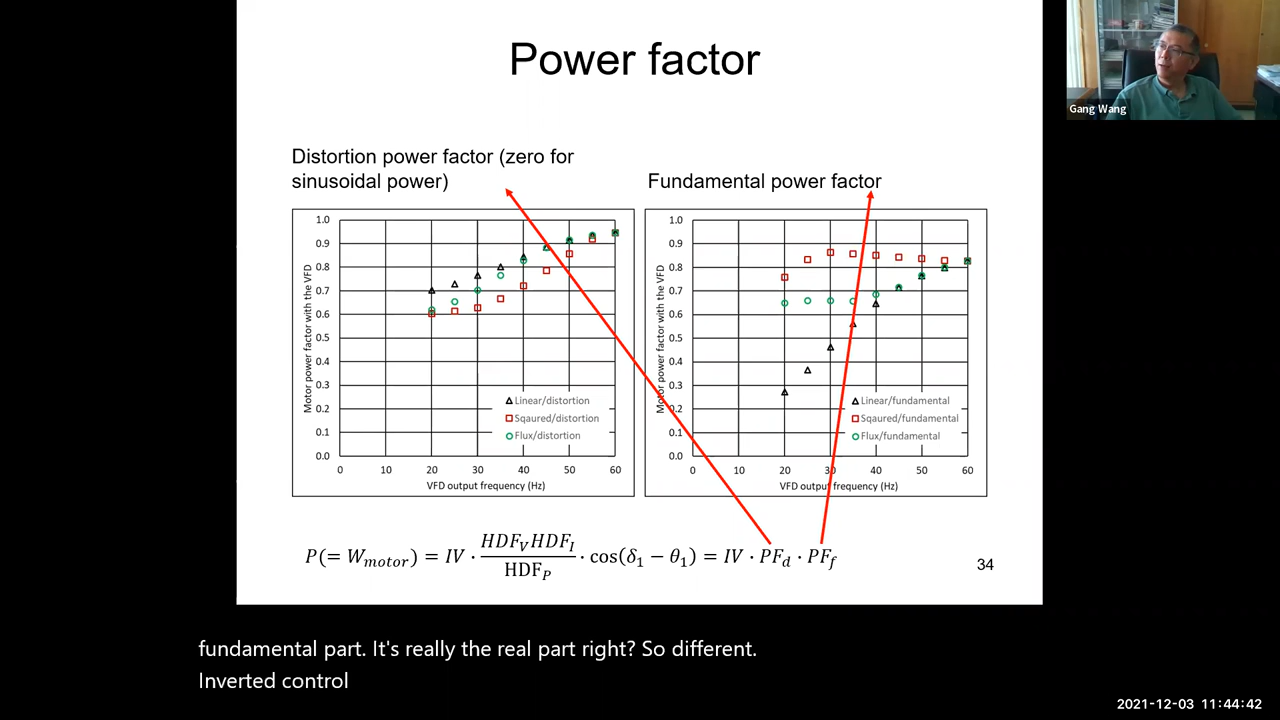 Power factor
Gang Wang
Distortion power factor (zero for
sinusoidal power)
Fundamental power factor
Motor power factor with the VFD
1.0
0.9
0.8
0.7
0.6
0.5
0.4
0.3
0.2
0.1
0.0
Linear/distortion
Sqaured/distortion
Flux/distortion
0 10 20 30 40 50 60
VFD output frequency (Hz)
Motor power factor with the VFD
1.0
0.9
0.8
0.7
0.6
0.5
0.4
0.3
0.2
0.1
0.0
Linear/fundamental
Sqaured/fundamental
Flux/fundamental
0 10 20 30 40 50 60
VFD output frequency (Hz)
P(= W_motor) = IV · HDF_V HDF_I / HDF_P · cos(δ₁ − θ₁) = IV · PF_d · PF_f
34
fundamental part. It's really the real part right? So different.
Inverted control
2021-12-03 11:44:42